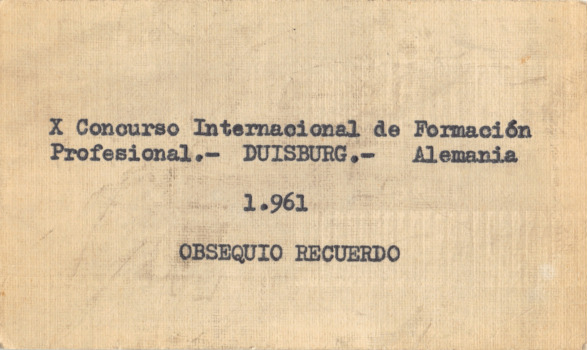 X Concurso Internacional de Formación
Profesional.- DUISBURG.- Alemania
1.961
OBSEQUIO RECUERDO